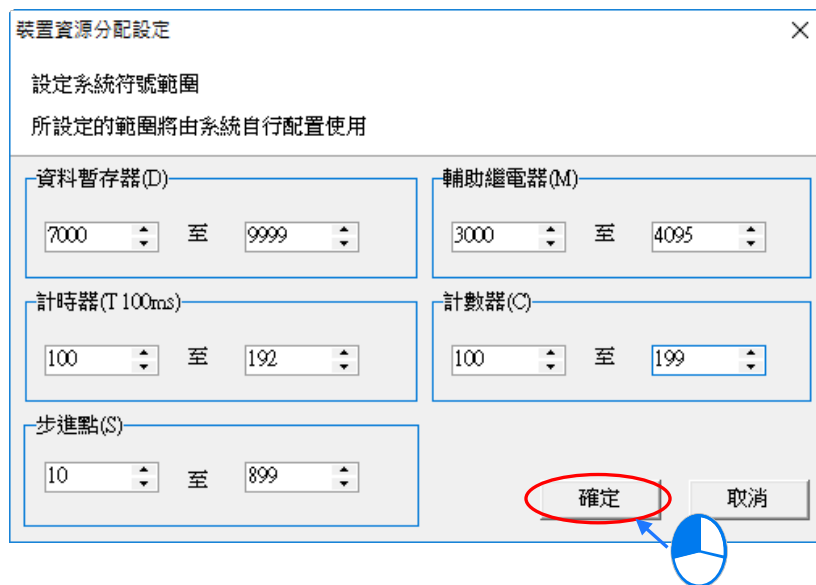 裝置資源分配設定
設定系統符號範圍
所設定的範圍將由系統自行配置使用
資料暫存器(D)
7000 至 9999
輔助繼電器(M)
3000 至 4095
計時器(T 100ms)
100 至 192
計數器(C)
100 至 199
步進點(S)
10 至 899
確定 取消